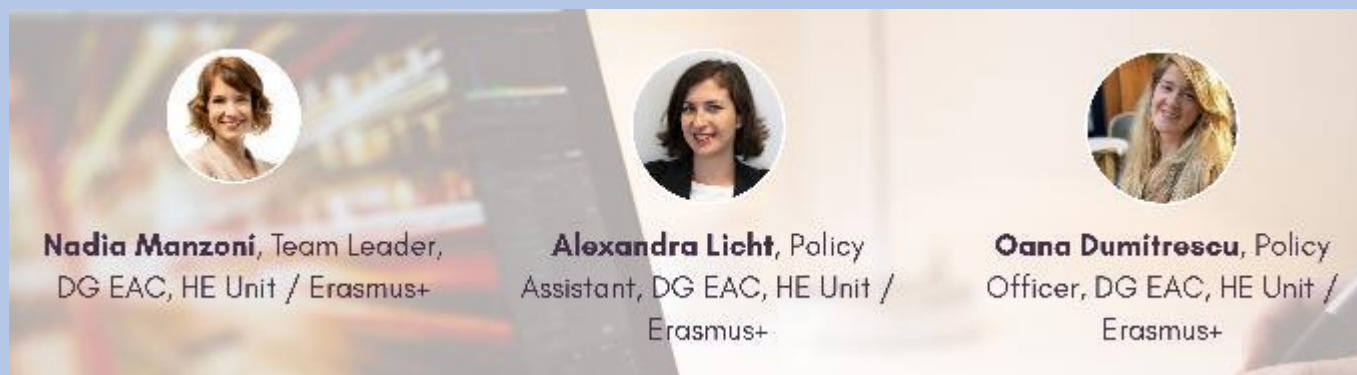 Nadia Manzoni, Team Leader,
DG EAC, HE Unit / Erasmus+
Alexandra Licht, Policy
Assistant, DG EAC, HE Unit /
Erasmus+
Oana Dumitrescu, Policy
Officer, DG EAC, HE Unit /
Erasmus+